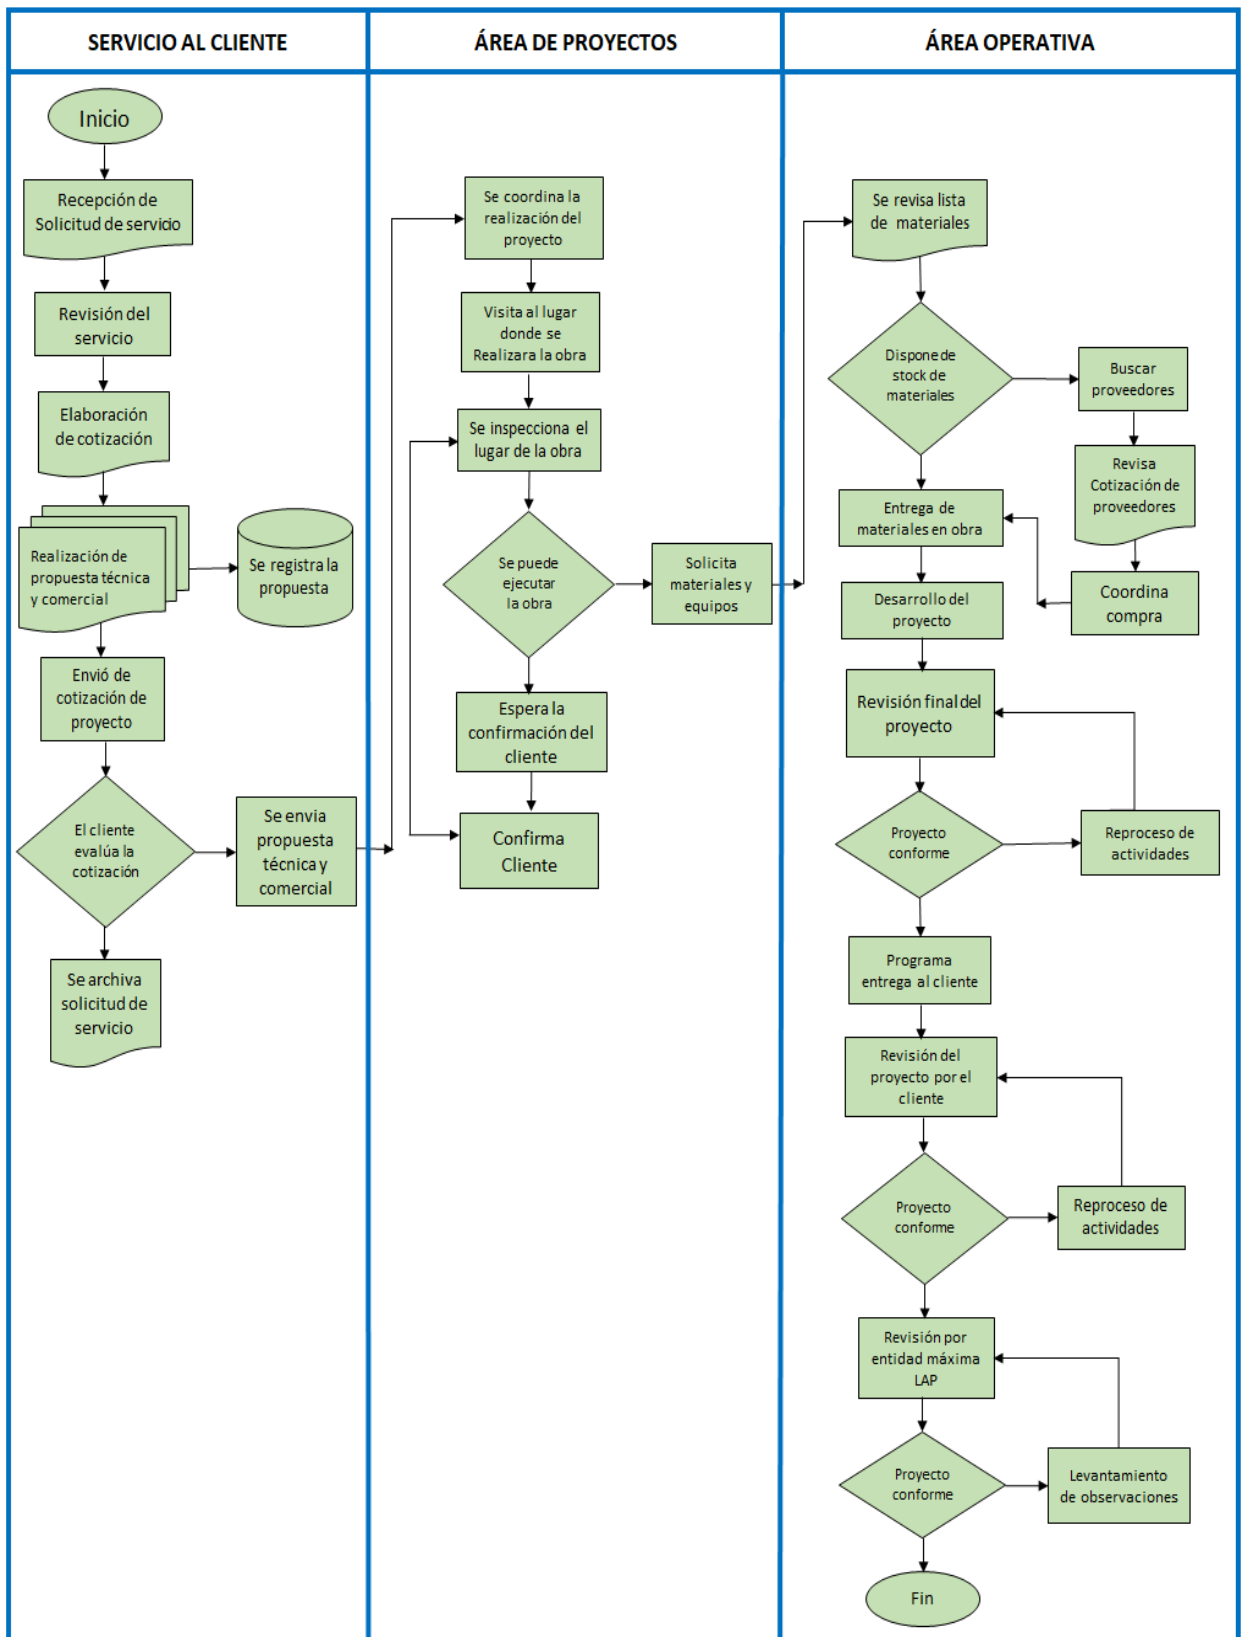 SERVICIO AL CLIENTE
ÁREA DE PROYECTOS
ÁREA OPERATIVA
Inicio
Recepción de
Solicitud de servicio
Revisión del
servicio
Elaboración
de cotización
Realización de
propuesta técnica
y comercial
Se registra la
propuesta
Envió de
cotización de
proyecto
El cliente
evalúa la
cotización
Se envia
propuesta
técnica y
comercial
Se archiva
solicitud de
servicio
Se coordina la
realización del
proyecto
Visita al lugar
donde se
Realizara la obra
Se inspecciona el
lugar de la obra
Se puede
ejecutar
la obra
Solicita
materiales y
equipos
Espera la
confirmación del
cliente
Confirma
Cliente
Se revisa lista
de materiales
Dispone de
stock de
materiales
Buscar
proveedores
Revisa
Cotización de
proveedores
Coordina
compra
Entrega de
materiales en obra
Desarrollo del
proyecto
Revisión final del
proyecto
Proyecto
conforme
Reproceso de
actividades
Programa
entrega al cliente
Revisión del
proyecto por el
cliente
Proyecto
conforme
Reproceso de
actividades
Revisión por
entidad máxima
LAP
Proyecto
conforme
Levantamiento
de observaciones
Fin